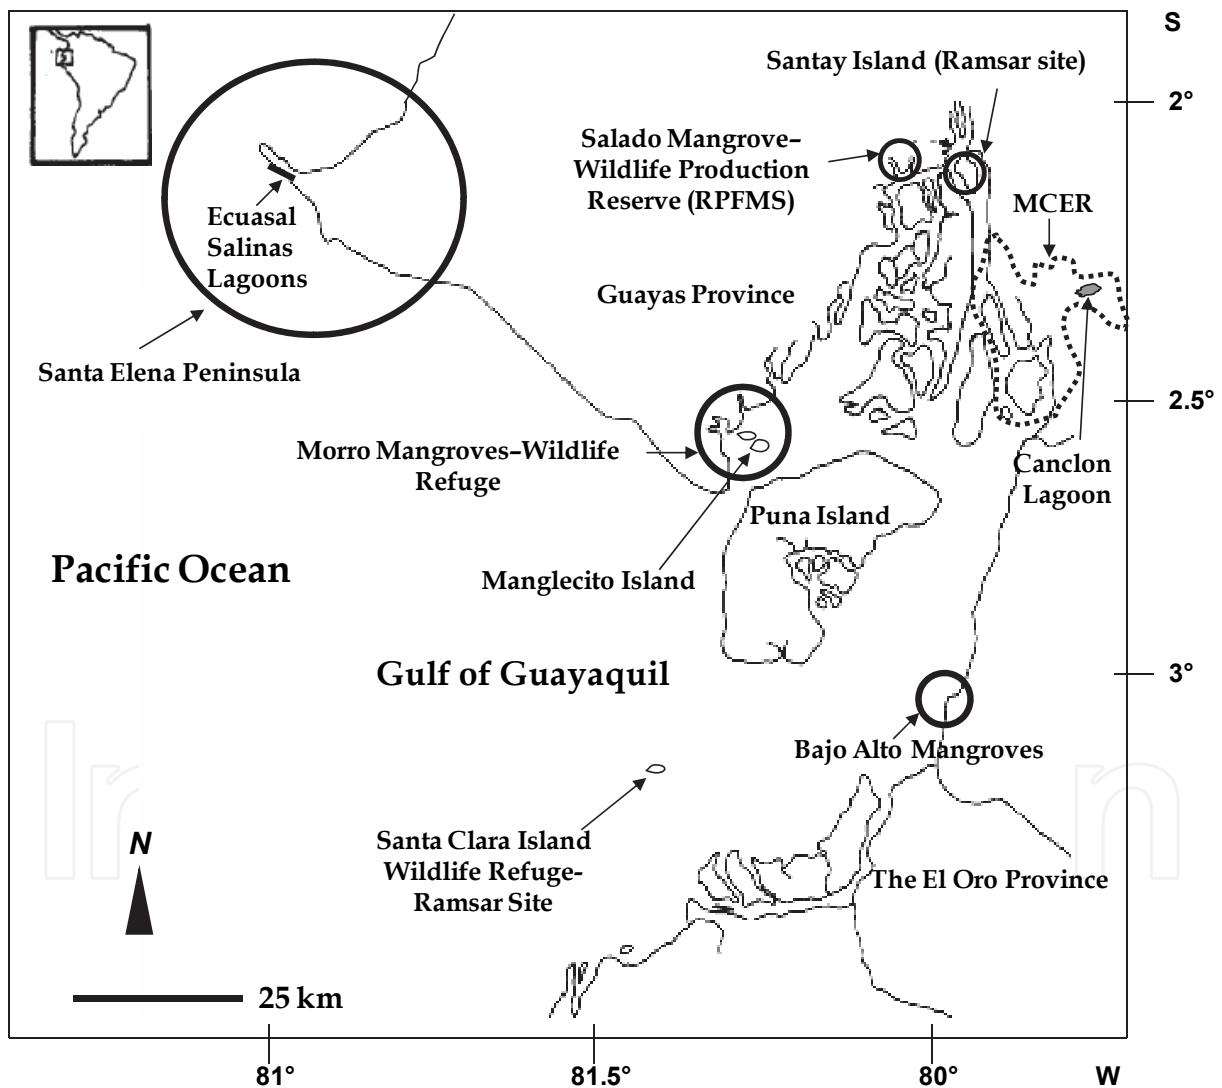 S
Santay Island (Ramsar site)
2°
Salado Mangrove–
Wildlife Production
Reserve (RPFMS)
MCER
Ecuasal
Salinas
Lagoons
Guayas Province
Santa Elena Peninsula
2.5°
Morro Mangroves–Wildlife
Refuge
Canclon
Lagoon
Puna Island
Pacific Ocean
Manglecito Island
Gulf of Guayaquil
3°
Bajo Alto Mangroves
Santa Clara Island
Wildlife Refuge-
Ramsar Site
N
The El Oro Province
25 km
81°
81.5°
80°
W